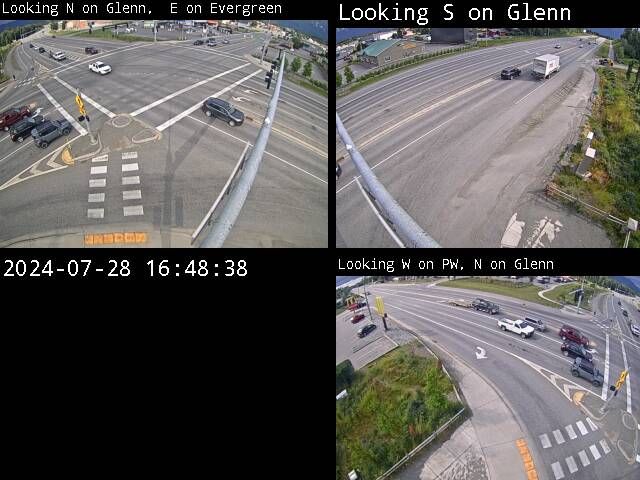 Looking N on Glenn, E on Evergreen
Looking S on Glenn
2024-07-28 16:48:38
Looking W on PW, N on Glenn